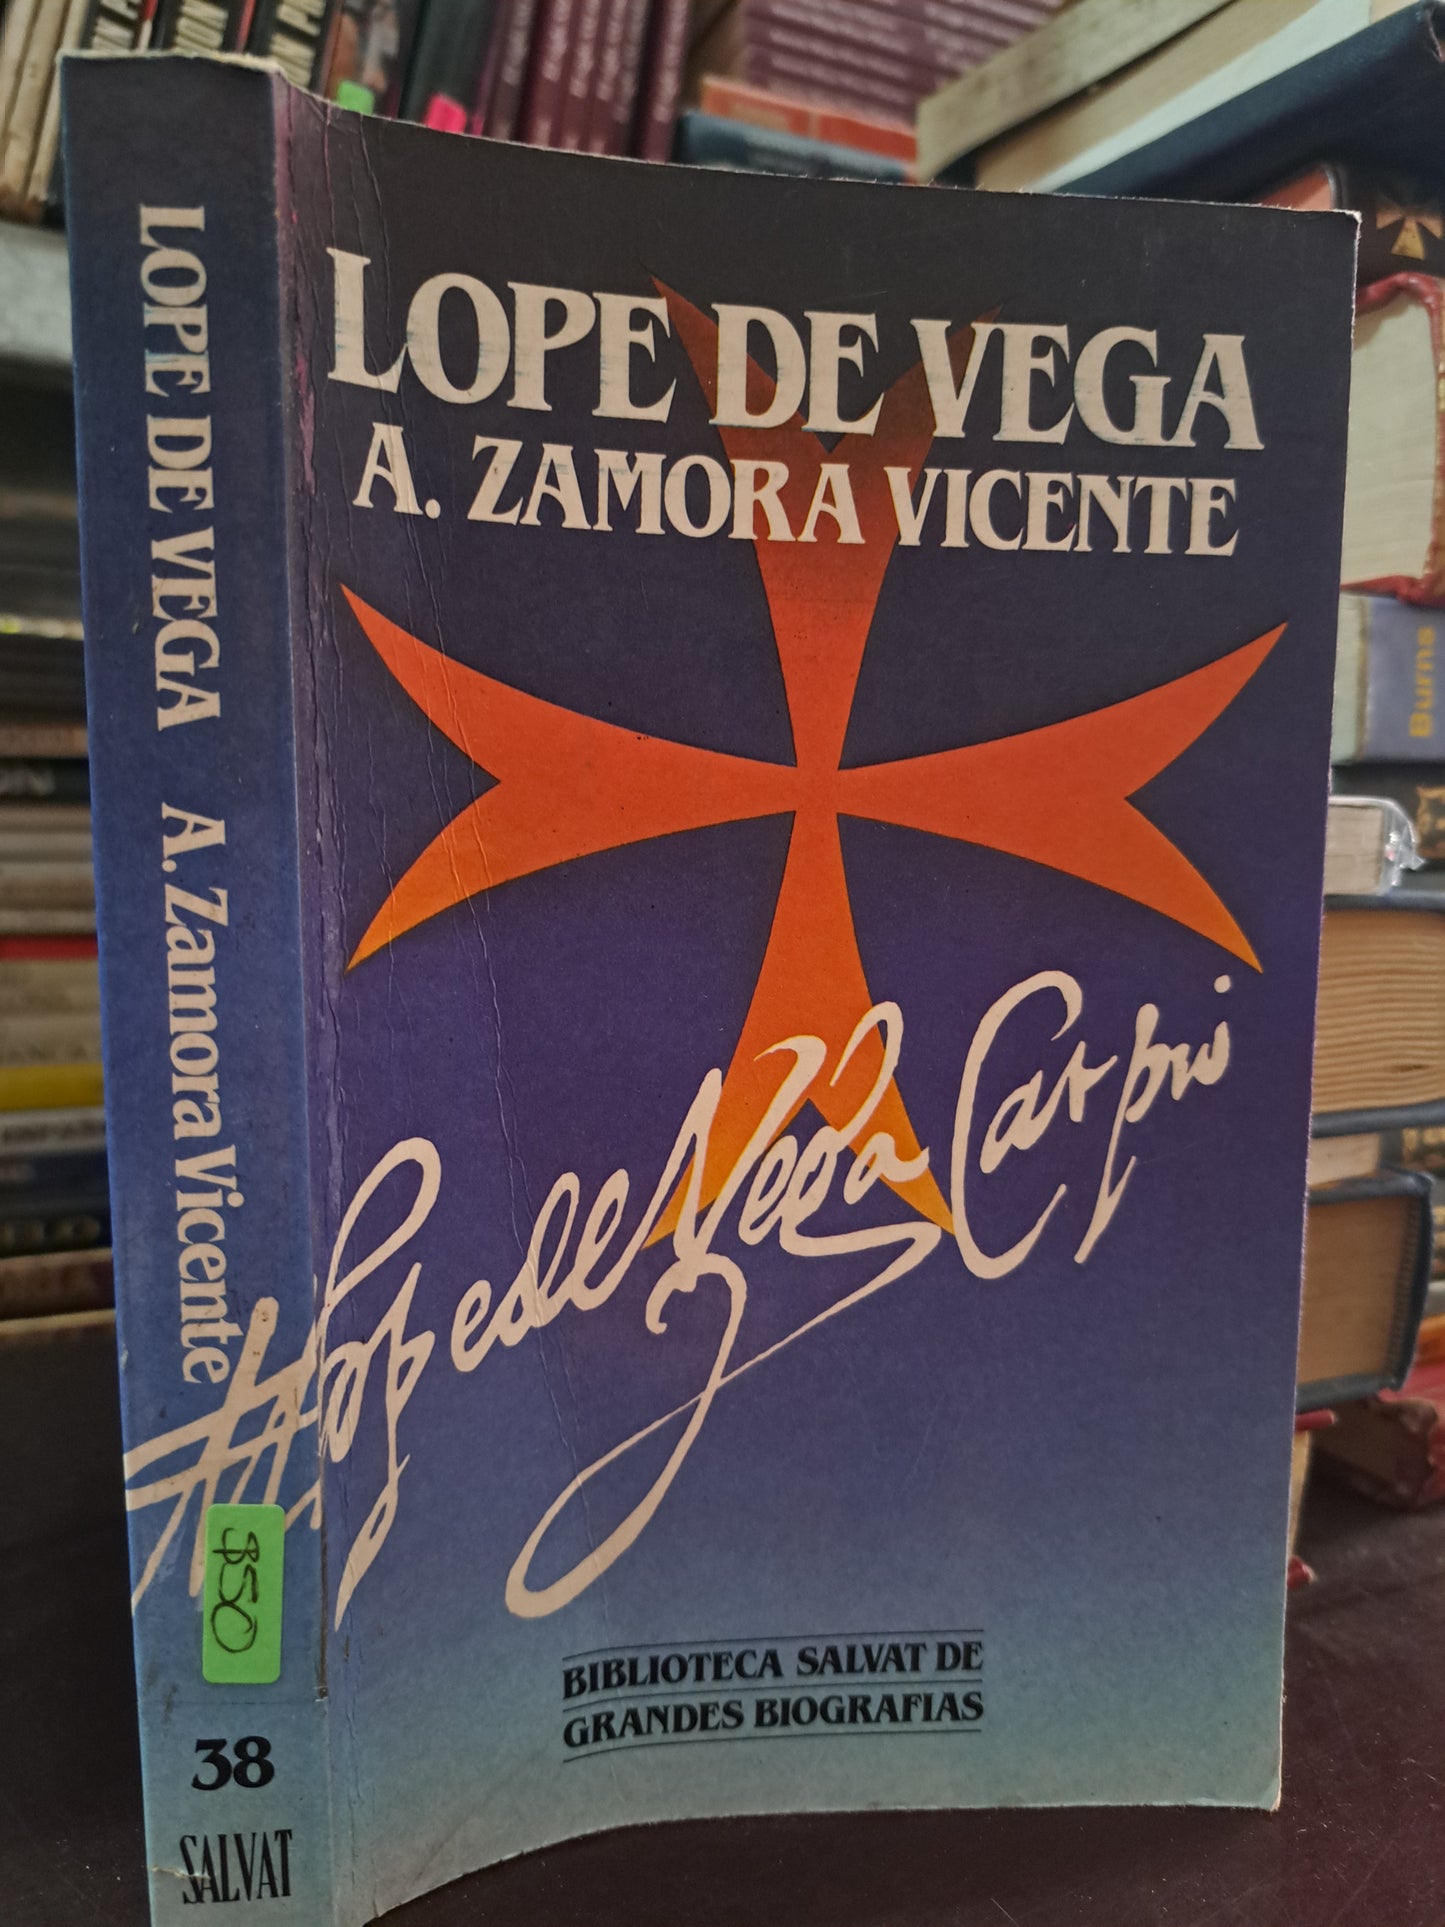 LOPE DE VEGA
A. ZAMORA VICENTE
Lope de Vega Carpio
BIBLIOTECA SALVAT DE
GRANDES BIOGRAFIAS
LOPE DE VEGA A. Zamora Vicente
$50
38
SALVAT
Burns